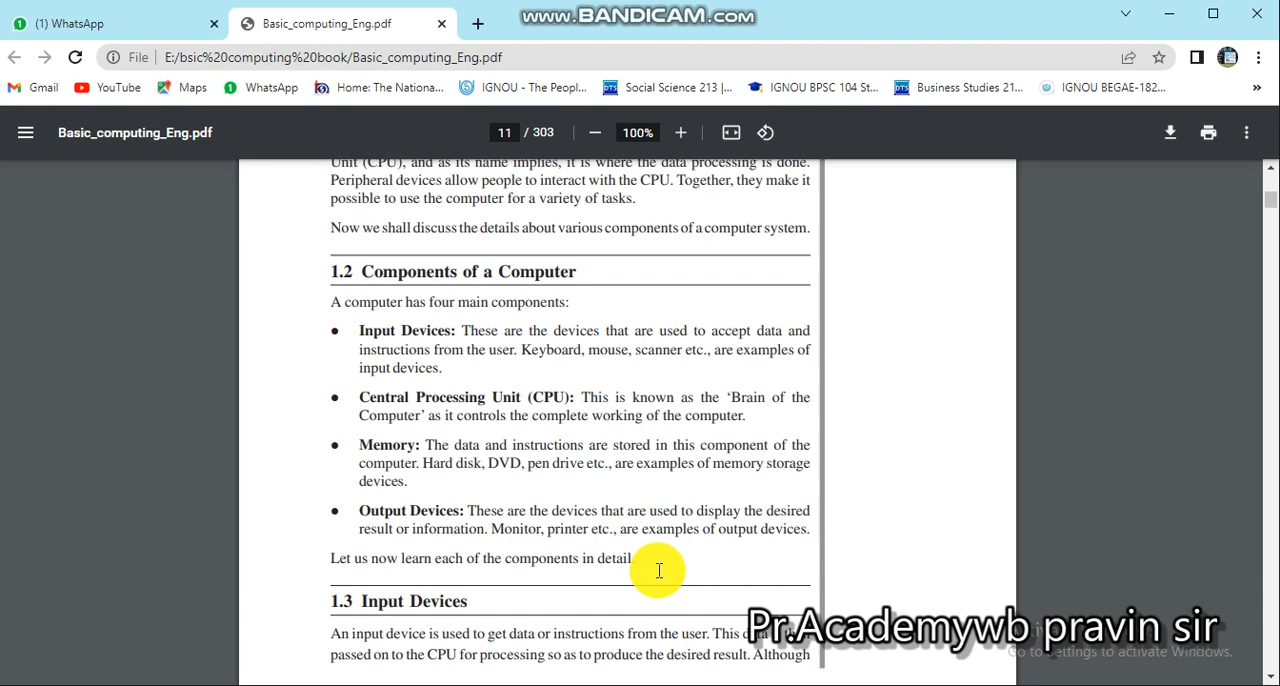 (1) WhatsApp
Basic_computing_Eng.pdf
www.BANDICAM.com
File
E:/bsic%20computing%20book/Basic_computing_Eng.pdf
Gmail
YouTube
Maps
WhatsApp
Home: The Nationa...
IGNOU - The Peopl...
Social Science 213 |...
IGNOU BPSC 104 St...
Business Studies 21...
IGNOU BEGAE-182...
Basic_computing_Eng.pdf
11 / 303
100%
Unit (CPU), and as its name implies, it is where the data processing is done.
Peripheral devices allow people to interact with the CPU. Together, they make it
possible to use the computer for a variety of tasks.
Now we shall discuss the details about various components of a computer system.
1.2 Components of a Computer
A computer has four main components:
● Input Devices: These are the devices that are used to accept data and
instructions from the user. Keyboard, mouse, scanner etc., are examples of
input devices.
● Central Processing Unit (CPU): This is known as the ‘Brain of the
Computer’ as it controls the complete working of the computer.
● Memory: The data and instructions are stored in this component of the
computer. Hard disk, DVD, pen drive etc., are examples of memory storage
devices.
● Output Devices: These are the devices that are used to display the desired
result or information. Monitor, printer etc., are examples of output devices.
Let us now learn each of the components in detail.
1.3 Input Devices
An input device is used to get data or instructions from the user. This
passed on to the CPU for processing so as to produce the desired result. Although
Pr.Academywb pravin sir
Go to Settings to activate Windows.